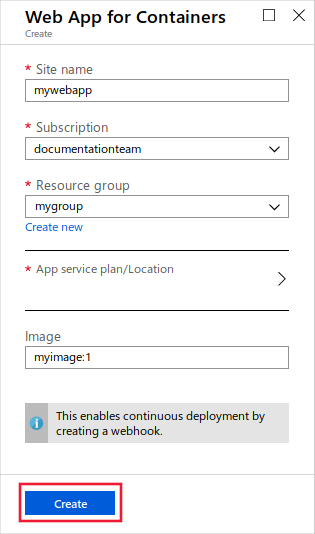 Web App for Containers
Create
* Site name
mywebapp
* Subscription
documentationteam
* Resource group
mygroup
Create new
* App service plan/Location
Image
myimage:1
This enables continuous deployment by
creating a webhook.
Create